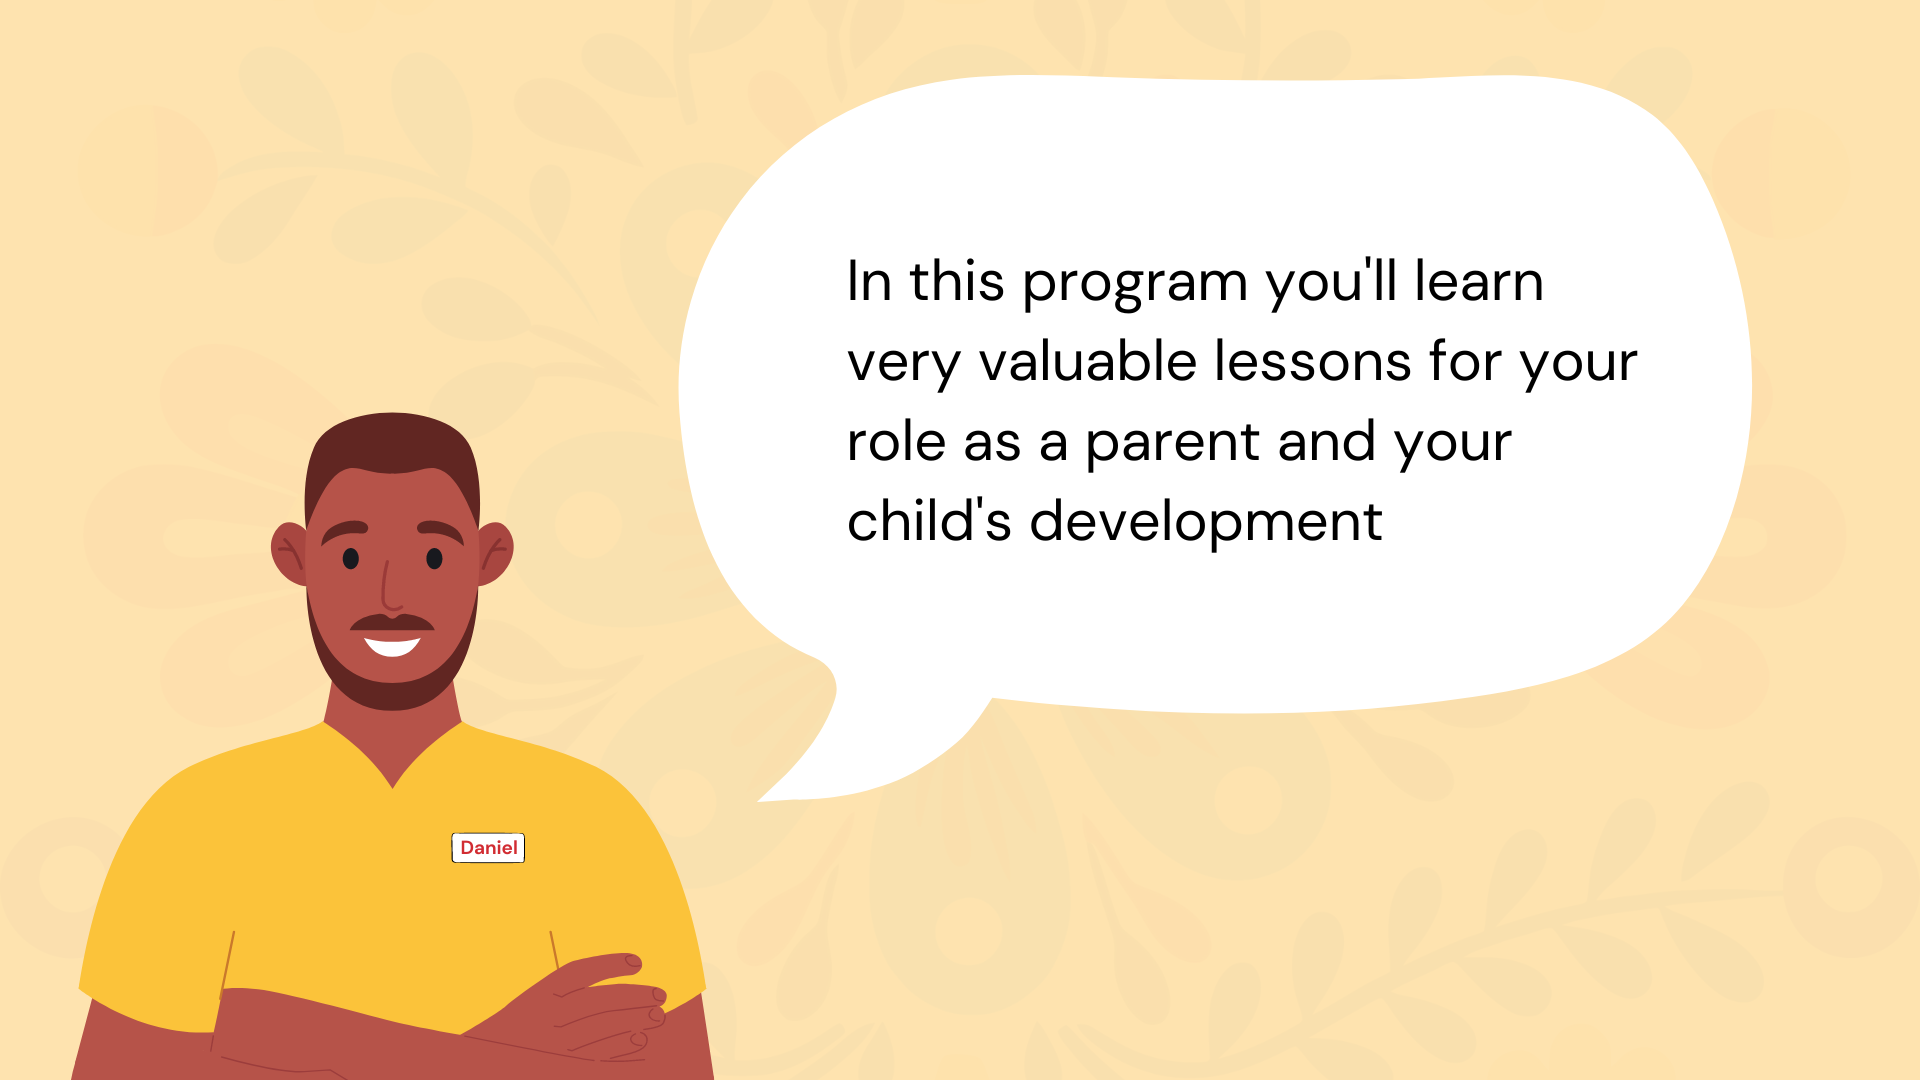 In this program you'll learn
very valuable lessons for your
role as a parent and your
child's development
Daniel